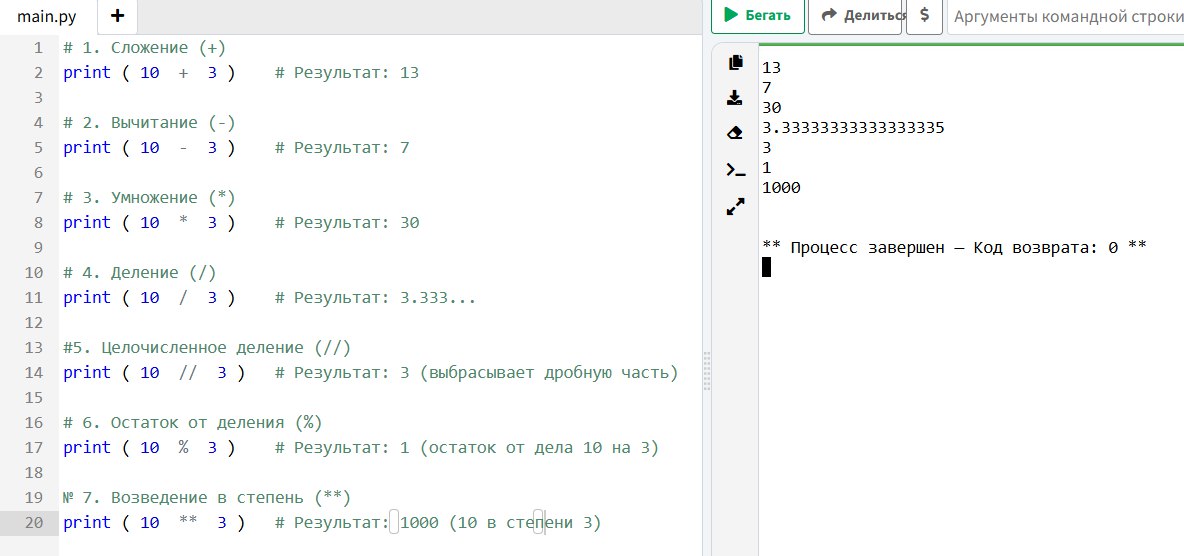 main.py
+
Бегать
Делиться
$
Аргументы командной строки
1 # 1. Сложение (+)
2 print ( 10 + 3 ) # Результат: 13
3
4 # 2. Вычитание (-)
5 print ( 10 - 3 ) # Результат: 7
6
7 # 3. Умножение (*)
8 print ( 10 * 3 ) # Результат: 30
9
10 # 4. Деление (/)
11 print ( 10 / 3 ) # Результат: 3.333...
12
13 #5. Целочисленное деление (//)
14 print ( 10 // 3 ) # Результат: 3 (выбрасывает дробную часть)
15
16 # 6. Остаток от деления (%)
17 print ( 10 % 3 ) # Результат: 1 (остаток от дела 10 на 3)
18
19 № 7. Возведение в степень (**)
20 print ( 10 ** 3 ) # Результат: 1000 (10 в степени 3)
13
7
30
3.3333333333333335
3
1
1000
** Процесс завершен — Код возврата: 0 **